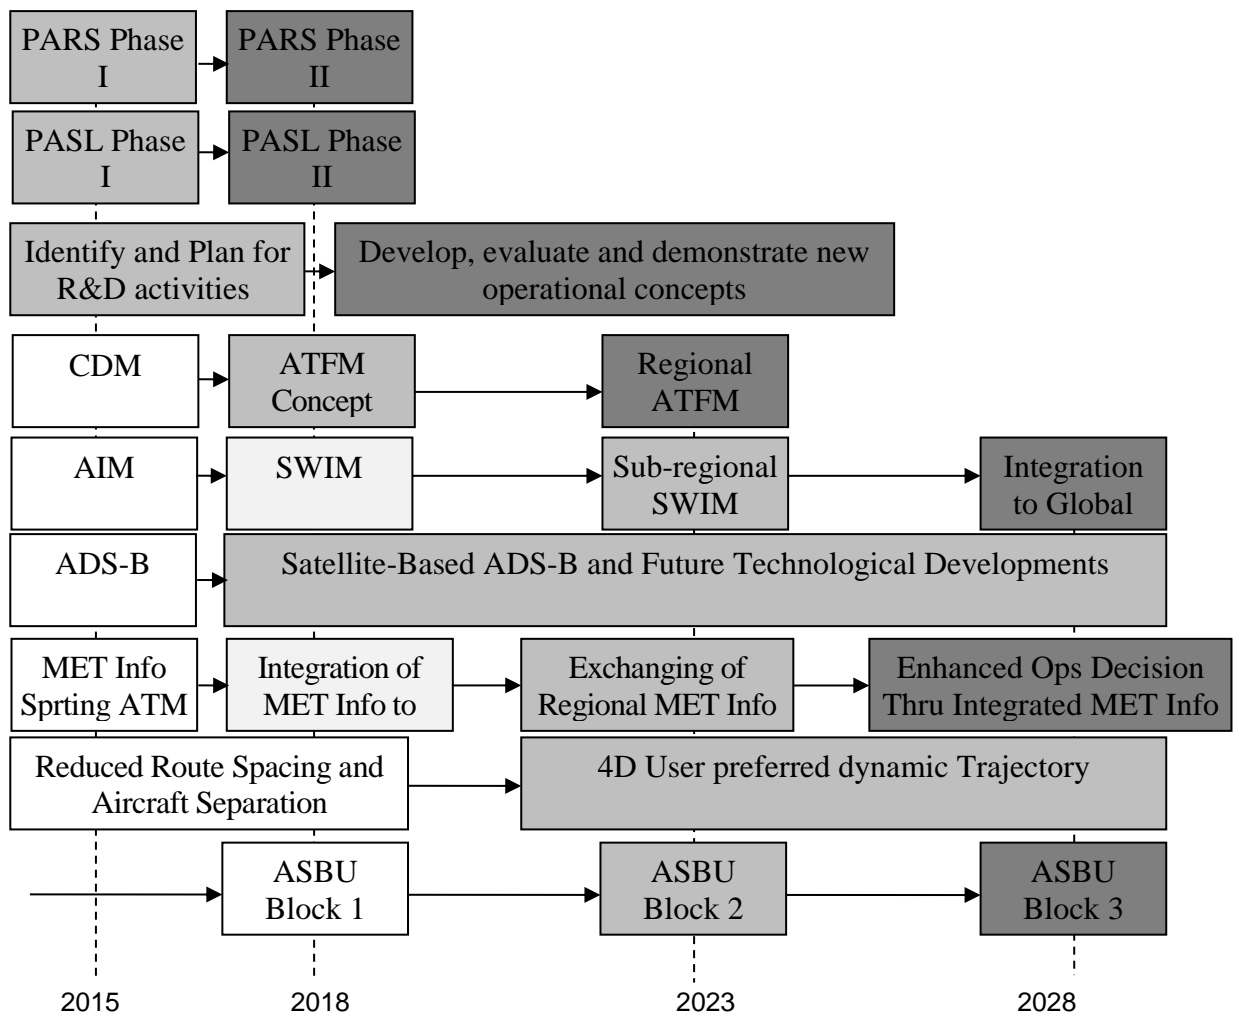 PARS Phase
I
PARS Phase
II
PASL Phase
I
PASL Phase
II
Identify and Plan for
R&D activities
Develop, evaluate and demonstrate new
operational concepts
CDM
ATFM
Concept
Regional
ATFM
AIM
SWIM
Sub-regional
SWIM
Integration
to Global
ADS-B
Satellite-Based ADS-B and Future Technological Developments
MET Info
Sprting ATM
Integration of
MET Info to
Exchanging of
Regional MET Info
Enhanced Ops Decision
Thru Integrated MET Info
Reduced Route Spacing and
Aircraft Separation
4D User preferred dynamic Trajectory
ASBU
Block 1
ASBU
Block 2
ASBU
Block 3
2015
2018
2023
2028